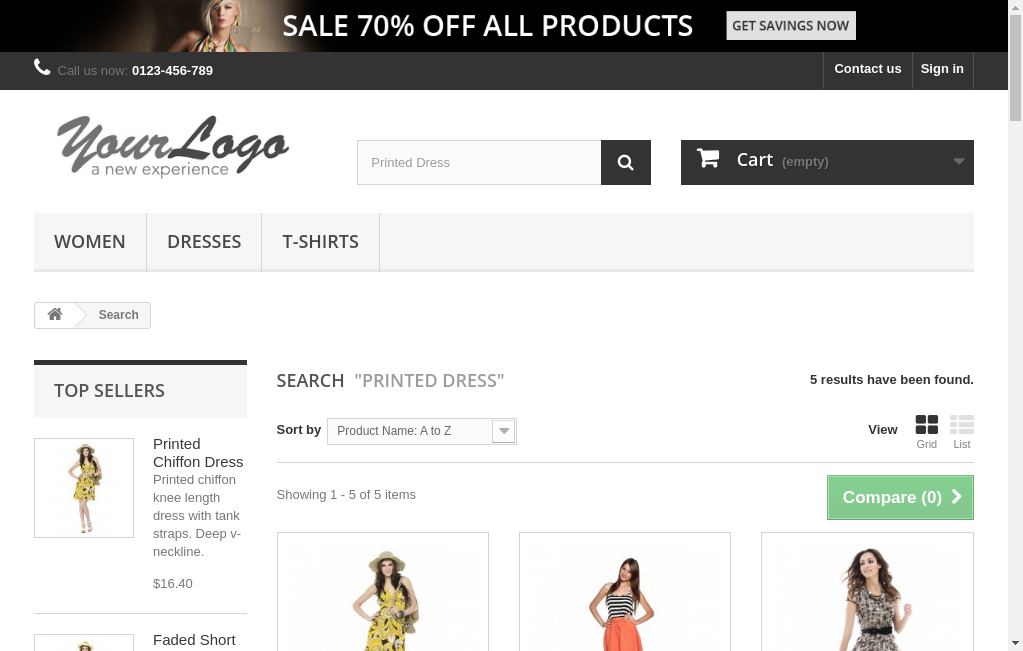 SALE 70% OFF ALL PRODUCTS GET SAVINGS NOW
Call us now: 0123-456-789 Contact us Sign in
YourLogo
a new experience
Printed Dress
Cart (empty)
WOMEN DRESSES T-SHIRTS
Search
TOP SELLERS
Printed
Chiffon Dress
Printed chiffon
knee length
dress with tank
straps. Deep v-
neckline.
$16.40
Faded Short
SEARCH "PRINTED DRESS" 5 results have been found.
Sort by Product Name: A to Z View Grid List
Showing 1 - 5 of 5 items Compare (0)